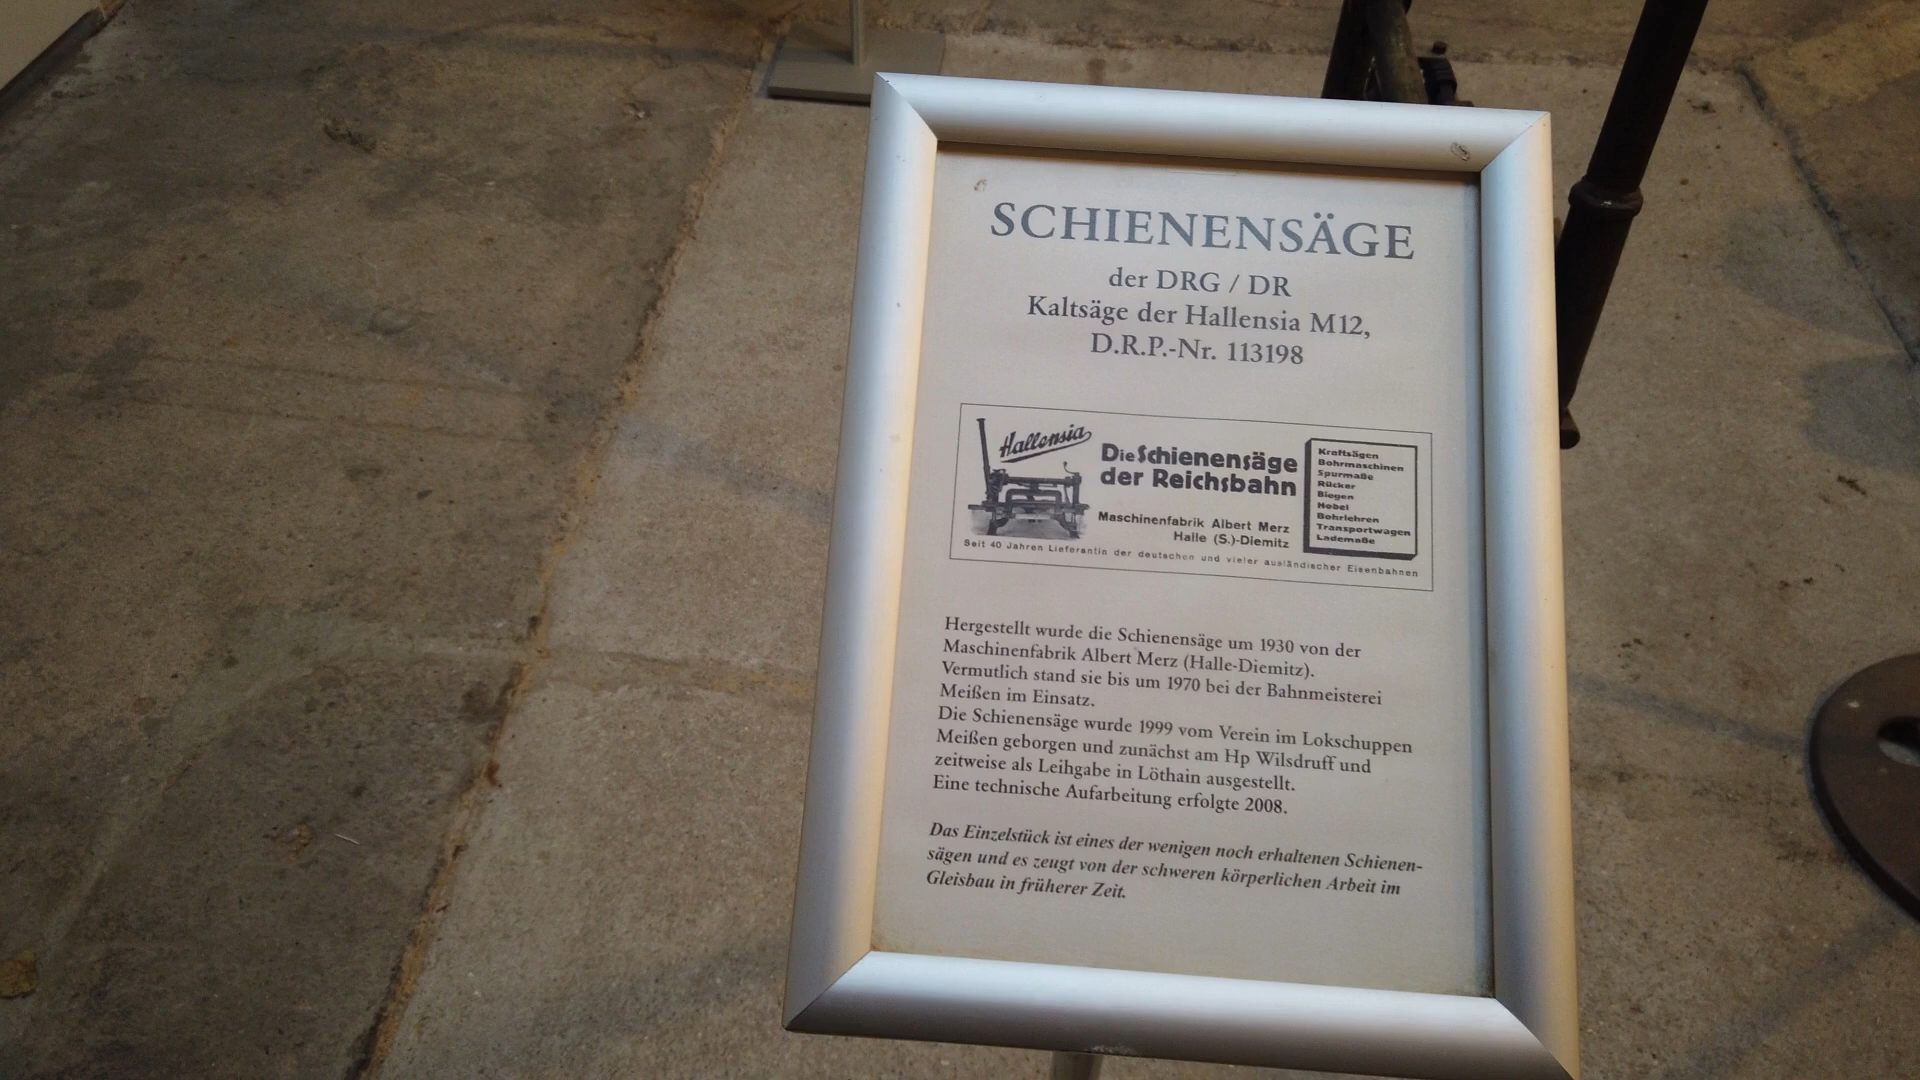 SCHIENENSÄGE
der DRG / DR
Kaltsäge der Hallensia M12,
D.R.P.-Nr. 113198
Hallensia
Die Schienensäge
der Reichsbahn
Maschinenfabrik Albert Merz
Halle (S.)-Diemitz
Kraftsägen
Bohrmaschinen
Spurmaße
Rücker
Biegen
Hobel
Bohrlehren
Transportwagen
Lademaße
Seit 40 Jahren Lieferantin der deutschen und vieler ausländischer Eisenbahnen
Hergestellt wurde die Schienensäge um 1930 von der
Maschinenfabrik Albert Merz (Halle-Diemitz).
Vermutlich stand sie bis um 1970 bei der Bahnmeisterei
Meißen im Einsatz.
Die Schienensäge wurde 1999 vom Verein im Lokschuppen
Meißen geborgen und zunächst am Hp Wilsdruff und
zeitweise als Leihgabe in Löthain ausgestellt.
Eine technische Aufarbeitung erfolgte 2008.
Das Einzelstück ist eines der wenigen noch erhaltenen Schienen-
sägen und es zeugt von der schweren körperlichen Arbeit im
Gleisbau in früherer Zeit.